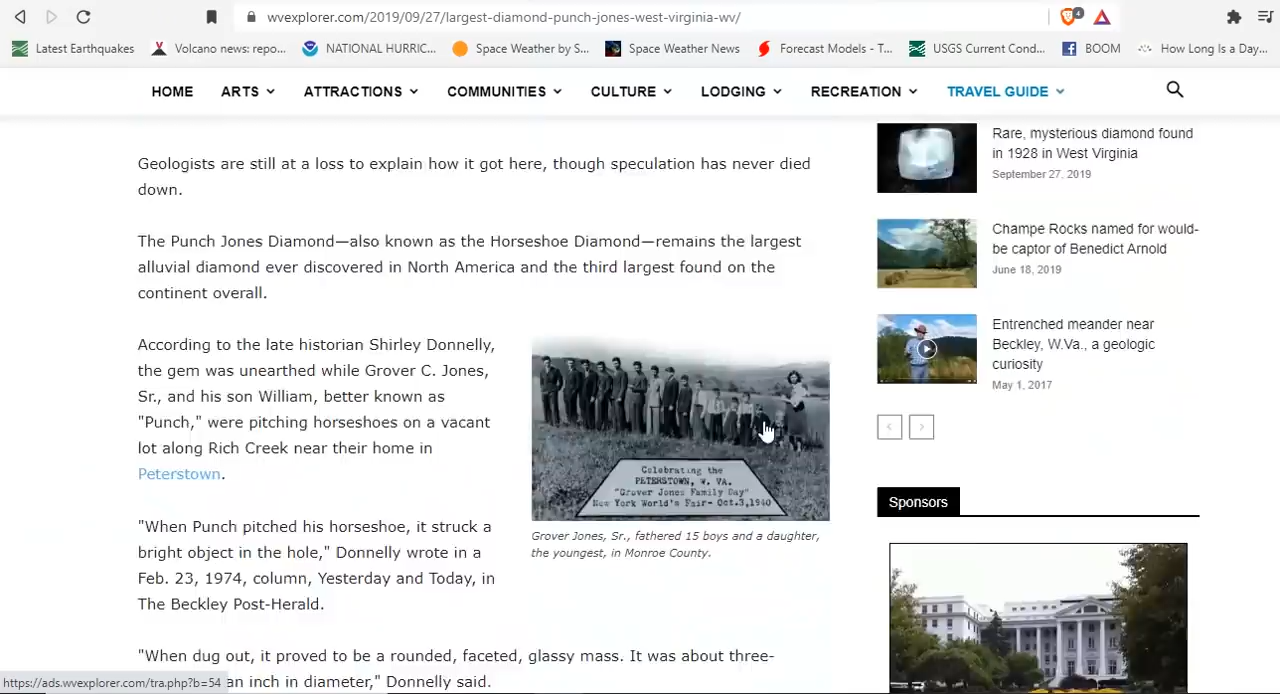 wvexplorer.com/2019/09/27/largest-diamond-punch-jones-west-virginia-wv/
4
Latest Earthquakes
Volcano news: repo...
NATIONAL HURRIC...
Space Weather by S...
Space Weather News
Forecast Models - T...
USGS Current Cond...
BOOM
How Long Is a Day...
HOME ARTS ATTRACTIONS COMMUNITIES CULTURE LODGING RECREATION TRAVEL GUIDE
Geologists are still at a loss to explain how it got here, though speculation has never died
down.
The Punch Jones Diamond—also known as the Horseshoe Diamond—remains the largest
alluvial diamond ever discovered in North America and the third largest found on the
continent overall.
According to the late historian Shirley Donnelly,
the gem was unearthed while Grover C. Jones,
Sr., and his son William, better known as
"Punch," were pitching horseshoes on a vacant
lot along Rich Creek near their home in
Peterstown.
"When Punch pitched his horseshoe, it struck a
bright object in the hole," Donnelly wrote in a
Feb. 23, 1974, column, Yesterday and Today, in
The Beckley Post-Herald.
"When dug out, it proved to be a rounded, faceted, glassy mass. It was about three-
an inch in diameter," Donnelly said.
Celebrating the
PETERSTOWN, W. VA.
"Grover Jones Family Day"
New York World's Fair- Oct.3,1940
Grover Jones, Sr., fathered 15 boys and a daughter,
the youngest, in Monroe County.
Rare, mysterious diamond found
in 1928 in West Virginia
September 27, 2019
Champe Rocks named for would-
be captor of Benedict Arnold
June 18, 2019
Entrenched meander near
Beckley, W.Va., a geologic
curiosity
May 1, 2017
Sponsors
https://ads.wvexplorer.com/tra.php?b=54